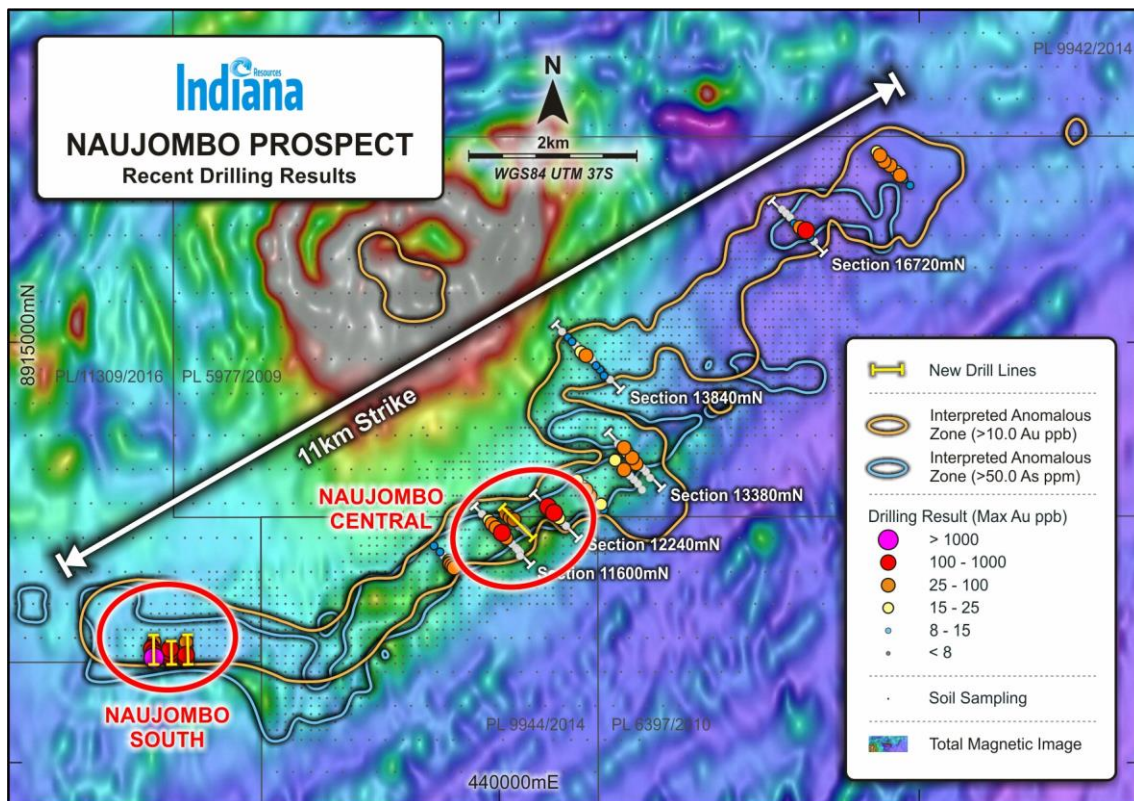 Indiana
Resources
NAUJOMBO PROSPECT
Recent Drilling Results
N
2km
WGS84 UTM 37S
PL 9942/2014
11km Strike
Section 16720mN
8915000mN
PL/11309/2016
PL 5977/2009
Section 13840mN
Section 13380mN
NAUJOMBO
CENTRAL
Section 12240mN
Section 11600mN
NAUJOMBO
SOUTH
PL 9944/2014
PL 6397/2010
440000mE
New Drill Lines
Interpreted Anomalous
Zone (>10.0 Au ppb)
Interpreted Anomalous
Zone (>50.0 As ppm)
Drilling Result (Max Au ppb)
> 1000
100 - 1000
25 - 100
15 - 25
8 - 15
< 8
Soil Sampling
Total Magnetic Image